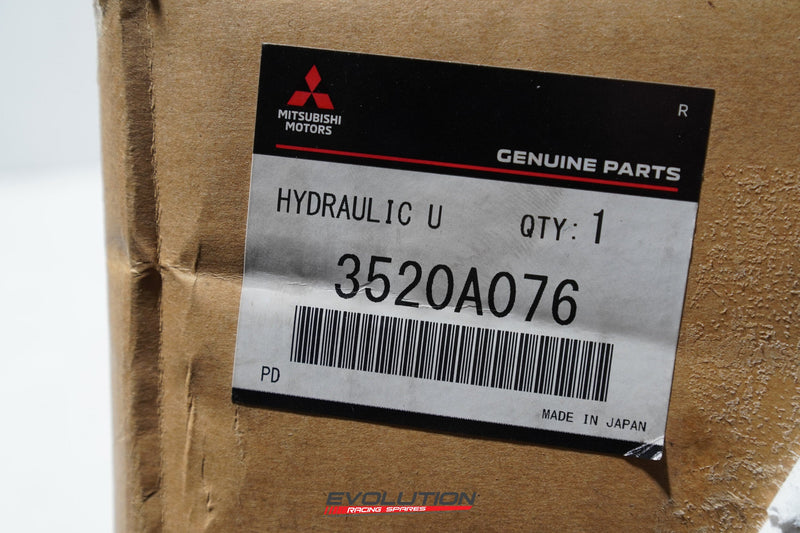 MITSUBISHI
MOTORS
R
GENUINE PARTS
HYDRAULIC U QTY: 1
3520A076
PD
MADE IN JAPAN
EVOLUTION
RACING SPARES